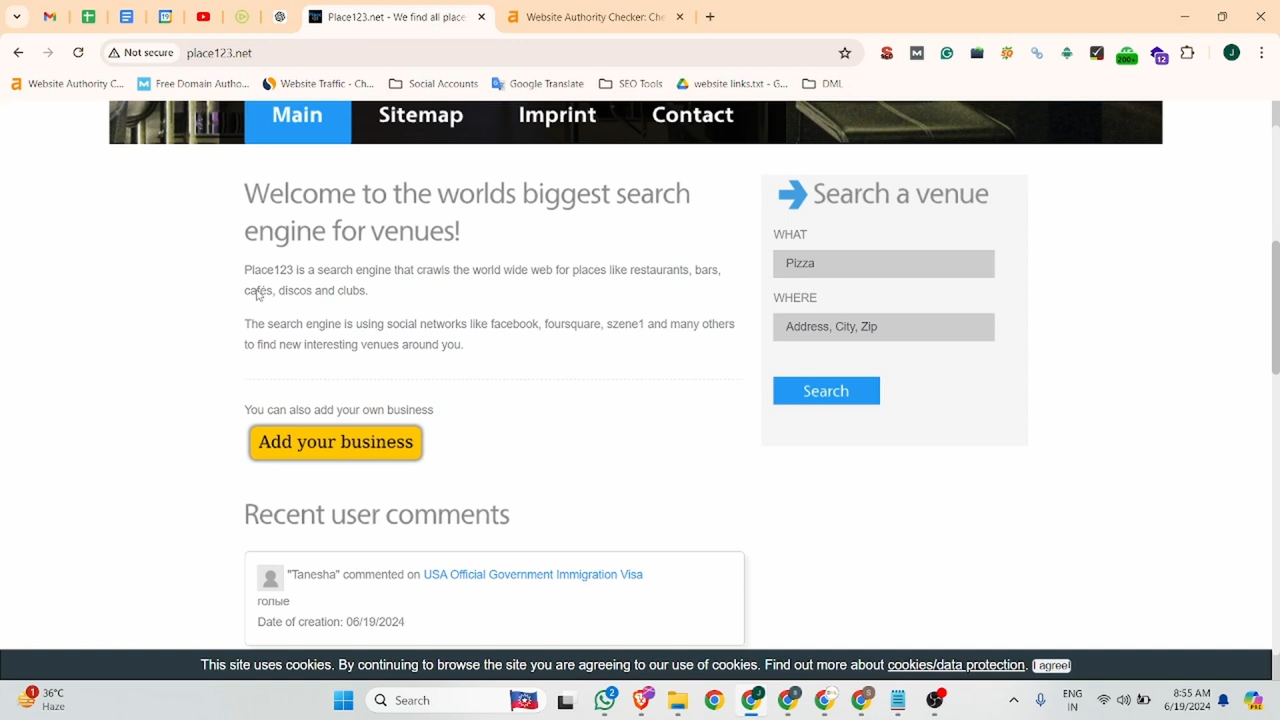 Place123.net - We find all place
Website Authority Checker: Che
Not secure
place123.net
Website Authority C...
Free Domain Autho...
Website Traffic - Ch...
Social Accounts
Google Translate
SEO Tools
website links.txt - G...
DML
Main
Sitemap
Imprint
Contact
Welcome to the worlds biggest search
engine for venues!
Place123 is a search engine that crawls the world wide web for places like restaurants, bars,
cafés, discos and clubs.
The search engine is using social networks like facebook, foursquare, szene1 and many others
to find new interesting venues around you.
You can also add your own business
Add your business
Recent user comments
"Tanesha" commented on USA Official Government Immigration Visa
голые
Date of creation: 06/19/2024
Search a venue
WHAT
Pizza
WHERE
Address, City, Zip
Search
This site uses cookies. By continuing to browse the site you are agreeing to our use of cookies. Find out more about cookies/data protection. I agree
1
36°C
Haze
Search
2
ENG
IN
8:55 AM
6/19/2024